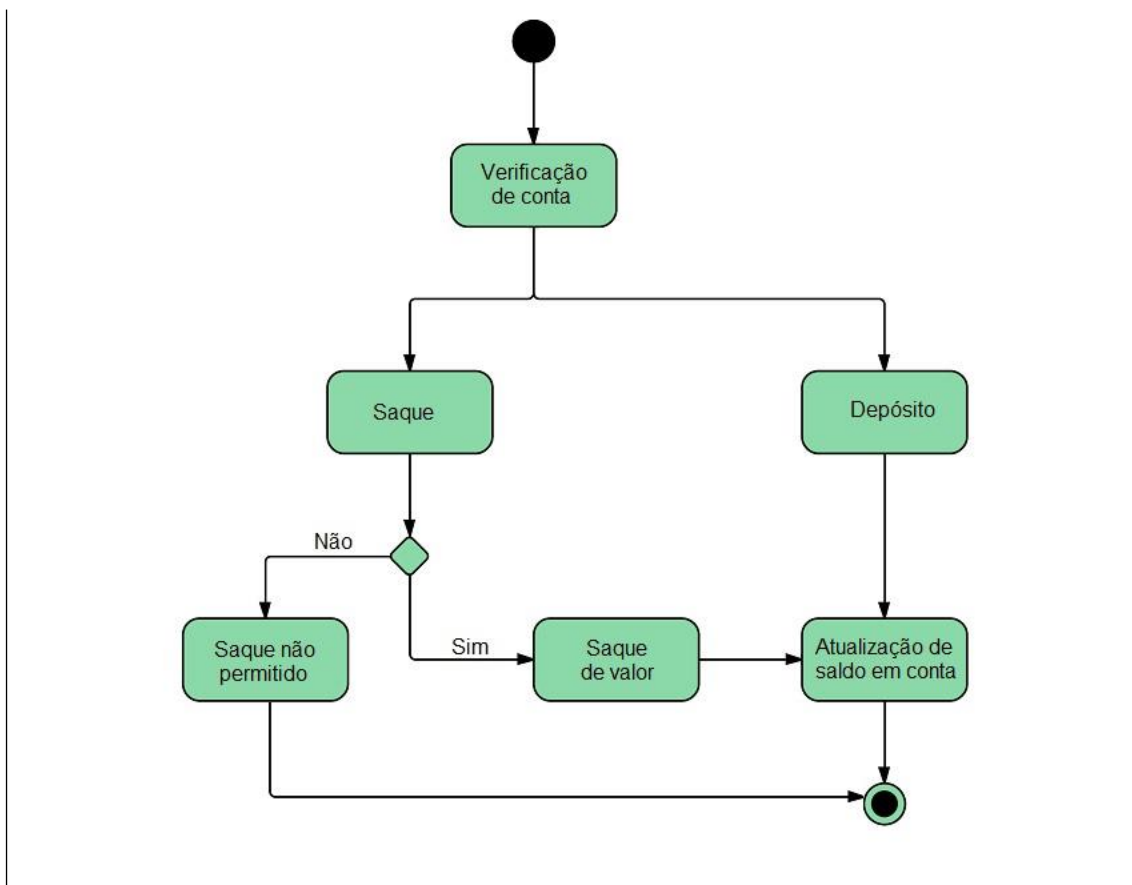 Verificação
de conta
Saque
Depósito
Não
Sim
Saque não
permitido
Saque
de valor
Atualização de
saldo em conta